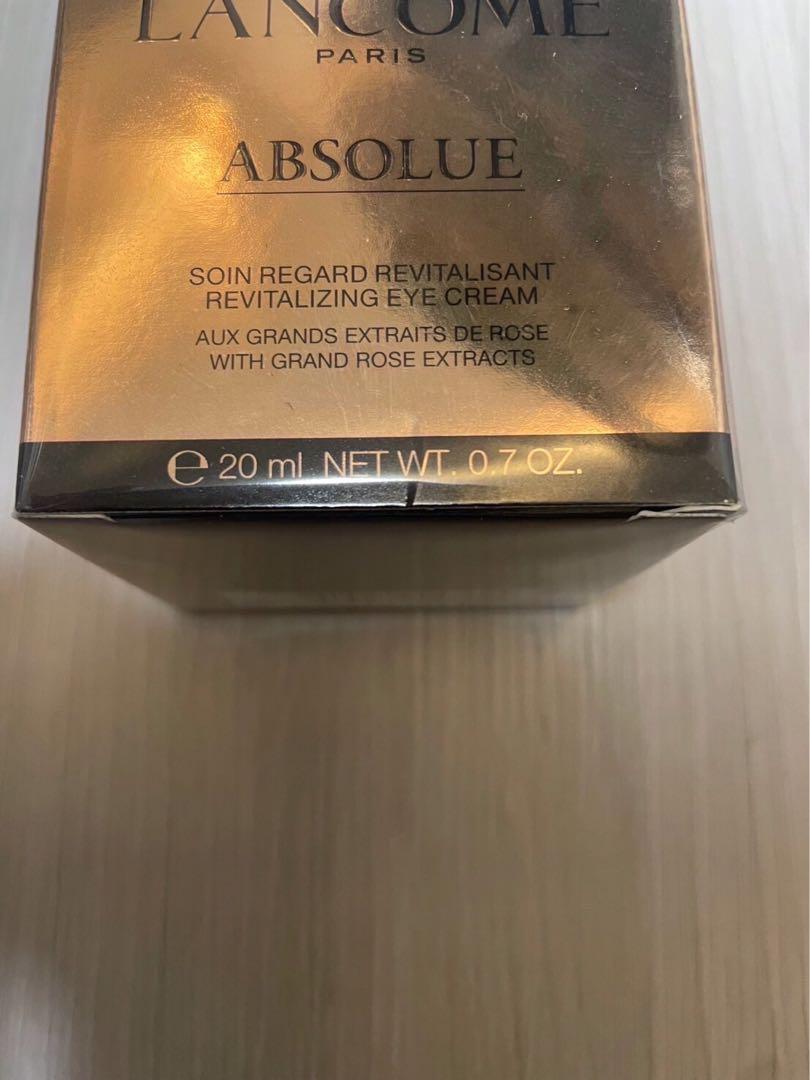 LANCÔME
PARIS
ABSOLUE
SOIN REGARD REVITALISANT
REVITALIZING EYE CREAM
AUX GRANDS EXTRAITS DE ROSE
WITH GRAND ROSE EXTRACTS
℮ 20 ml NET WT. 0.7 OZ.